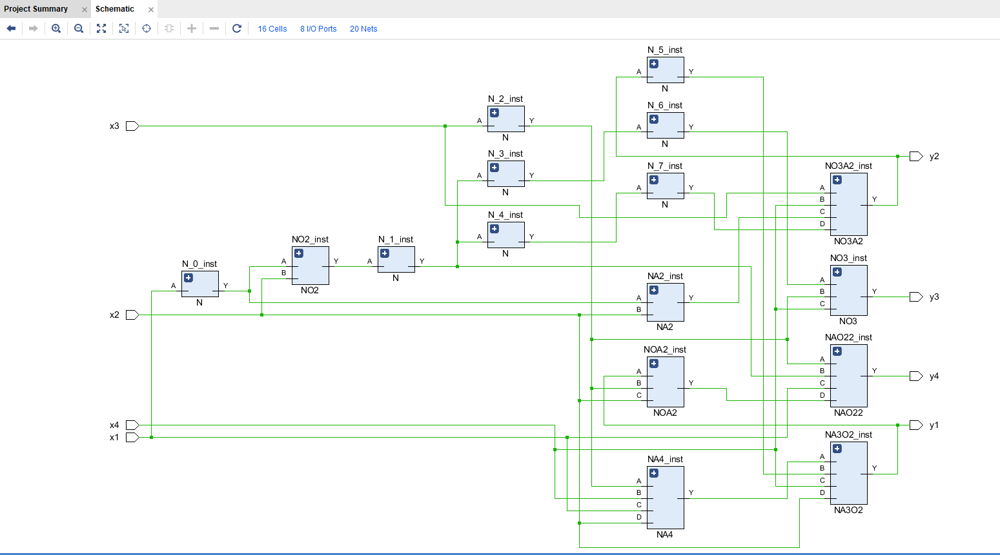 Project Summary
Schematic
16 Cells
8 I/O Ports
20 Nets
N_5_inst
A
Y
N
N_2_inst
A
Y
N
N_6_inst
A
Y
N
x3
N_3_inst
A
Y
N
y2
N_7_inst
A
Y
N
NO3A2_inst
A
B
C
D
Y
NO3A2
N_4_inst
A
Y
N
NO2_inst
A
B
Y
NO2
N_1_inst
A
Y
N
N_0_inst
A
Y
N
NA2_inst
A
B
Y
NA2
NO3_inst
A
B
C
Y
NO3
y3
x2
NOA2_inst
A
B
C
Y
NOA2
NAO22_inst
A
B
C
D
Y
NAO22
y4
x4
x1
y1
NA3O2_inst
A
B
C
D
Y
NA3O2
NA4_inst
A
B
C
D
Y
NA4